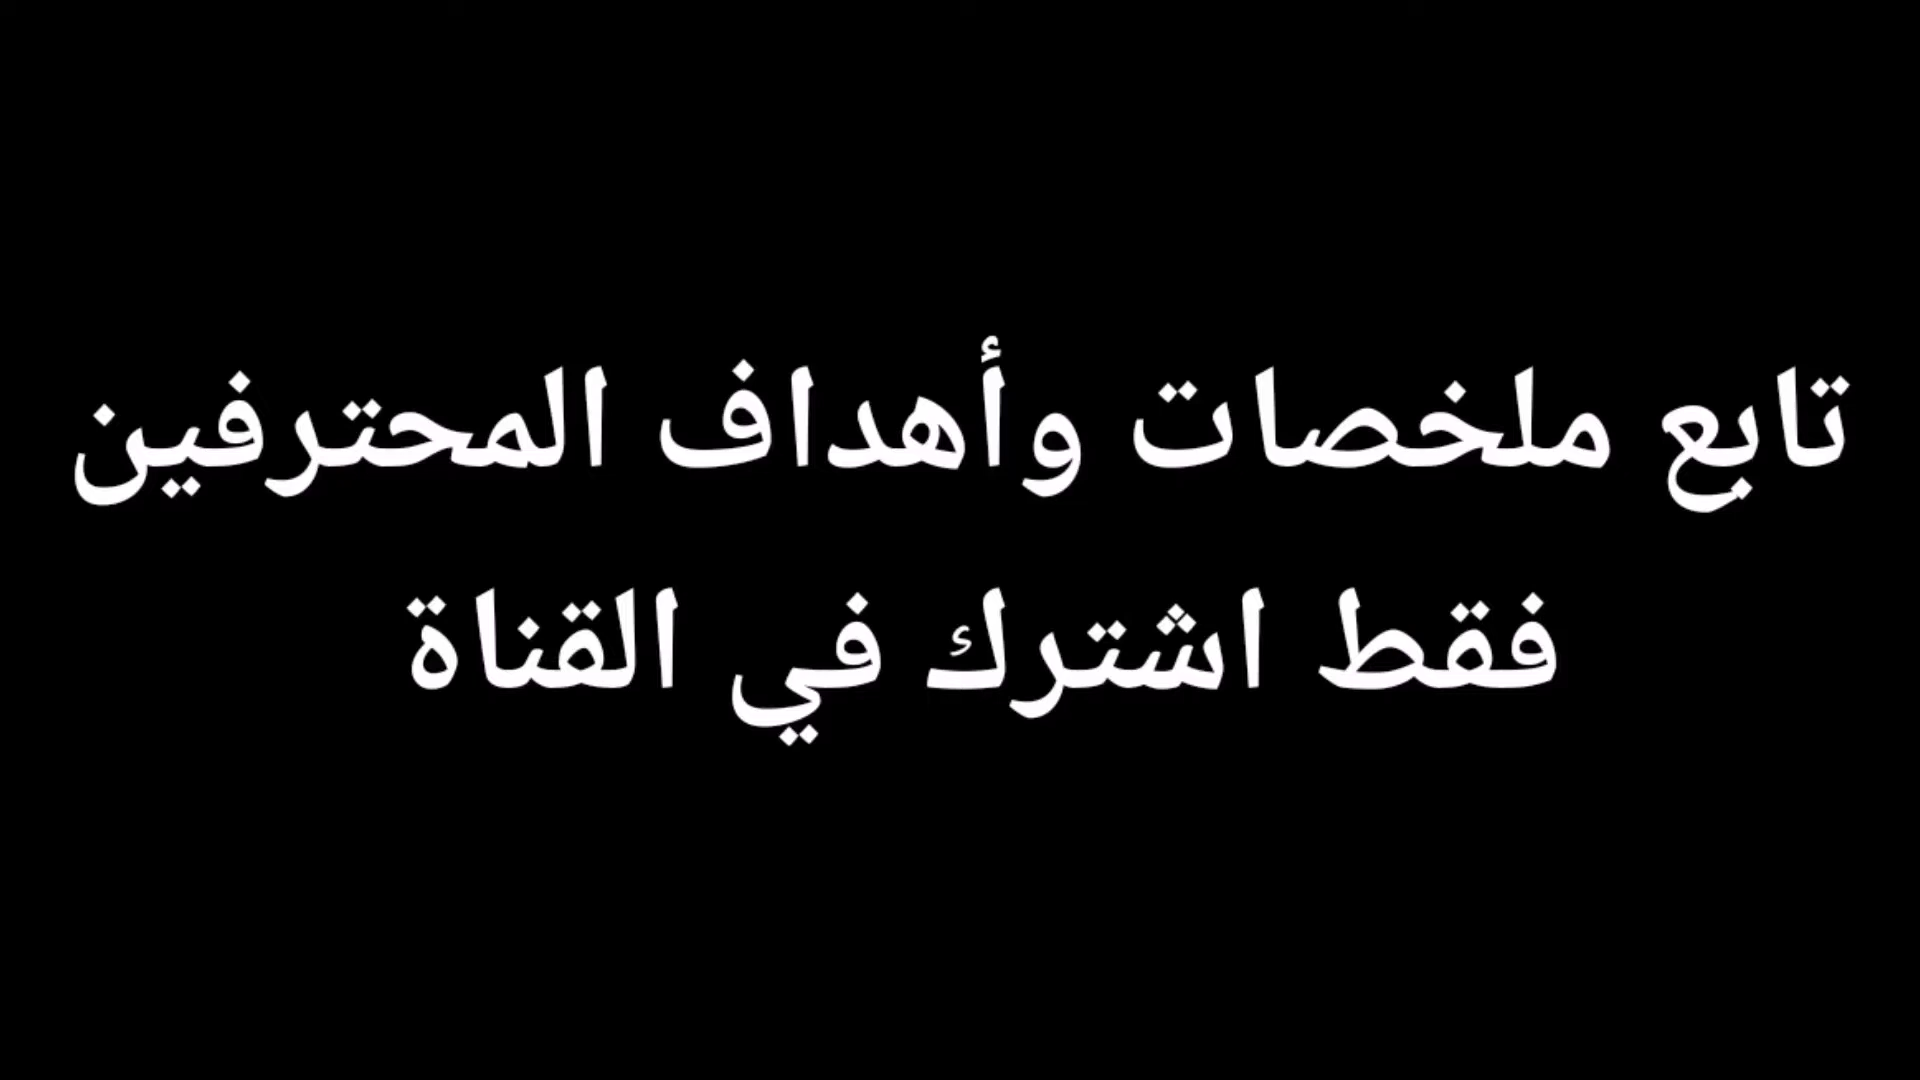 تابع ملخصات وأهداف المحترفين
فقط اشترك في القناة